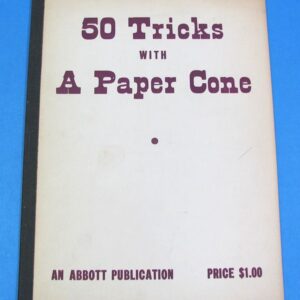 50 Tricks
WITH
A Paper Cone
AN ABBOTT PUBLICATION PRICE $1.00